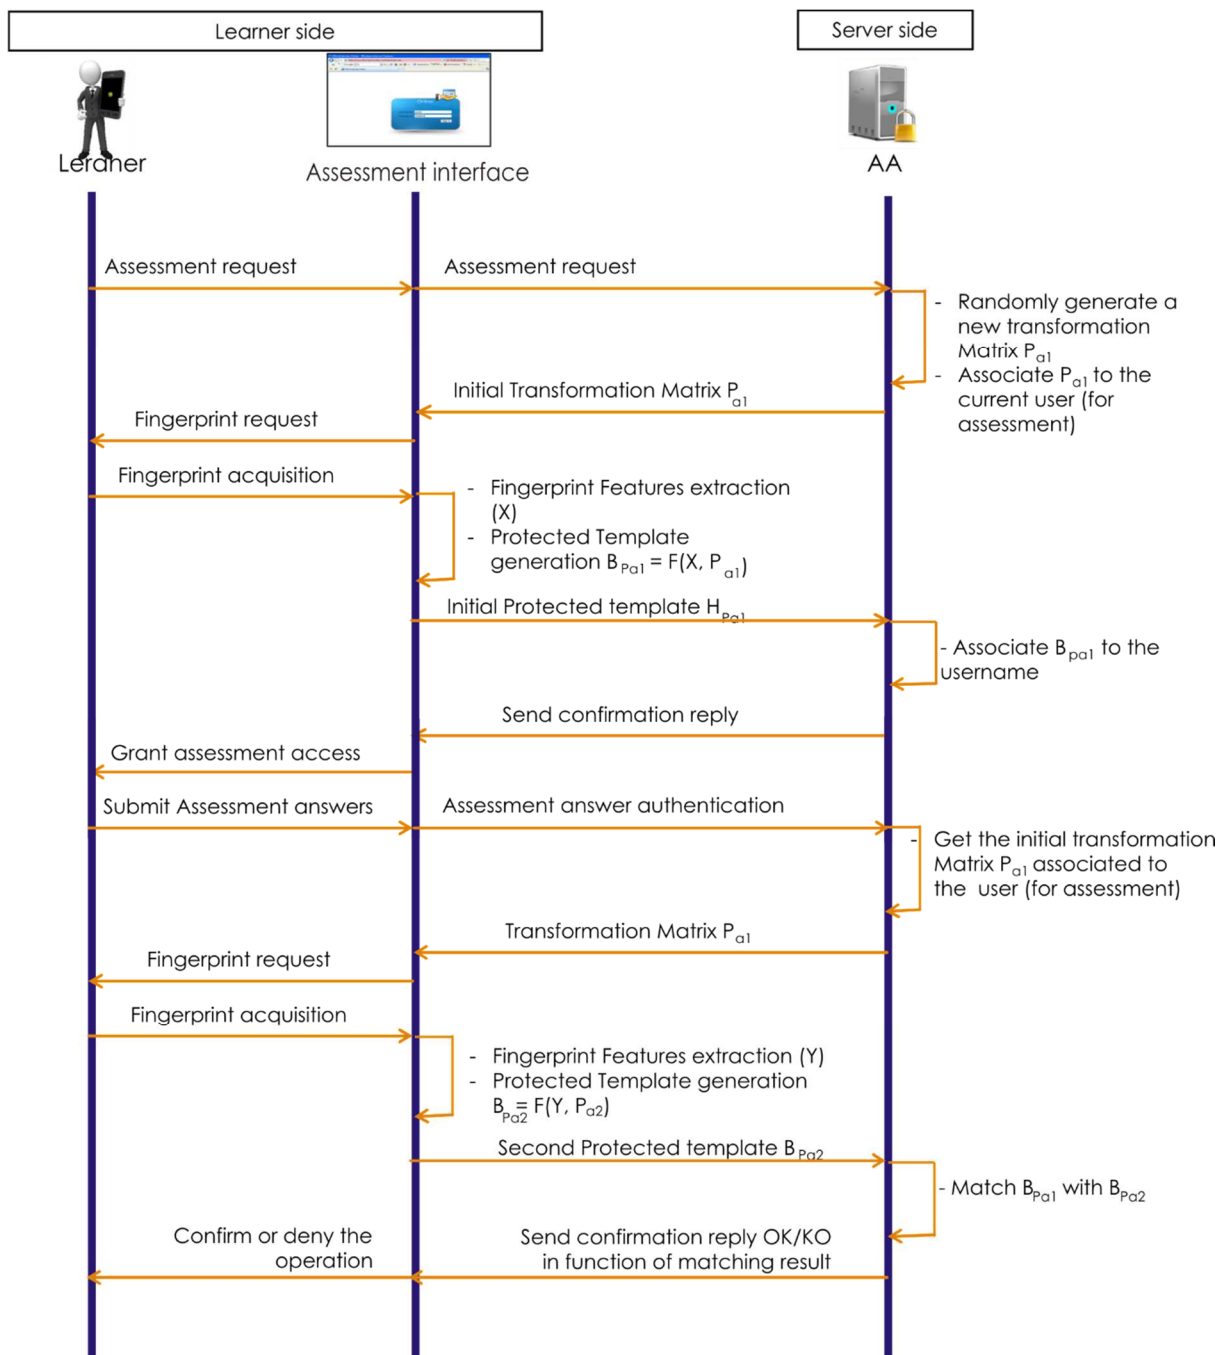 Learner side
Server side
Lerdner
Assessment interface
AA
Assessment request
Assessment request
- Randomly generate a
new transformation
Matrix Pa1
- Associate Pa1 to the
current user (for
assessment)
Initial Transformation Matrix Pa1
Fingerprint request
Fingerprint acquisition
- Fingerprint Features extraction
(X)
- Protected Template
generation BPa1 = F(X, Pa1)
Initial Protected template HPa1
- Associate Bpa1 to the
username
Send confirmation reply
Grant assessment access
Submit Assessment answers
Assessment answer authentication
- Get the initial transformation
Matrix Pa1 associated to
the user (for assessment)
Transformation Matrix Pa1
Fingerprint request
Fingerprint acquisition
- Fingerprint Features extraction (Y)
- Protected Template generation
BPa2 = F(Y, Pa2)
Second Protected template BPa2
- Match BPa1 with BPa2
Confirm or deny the
operation
Send confirmation reply OK/KO
in function of matching result